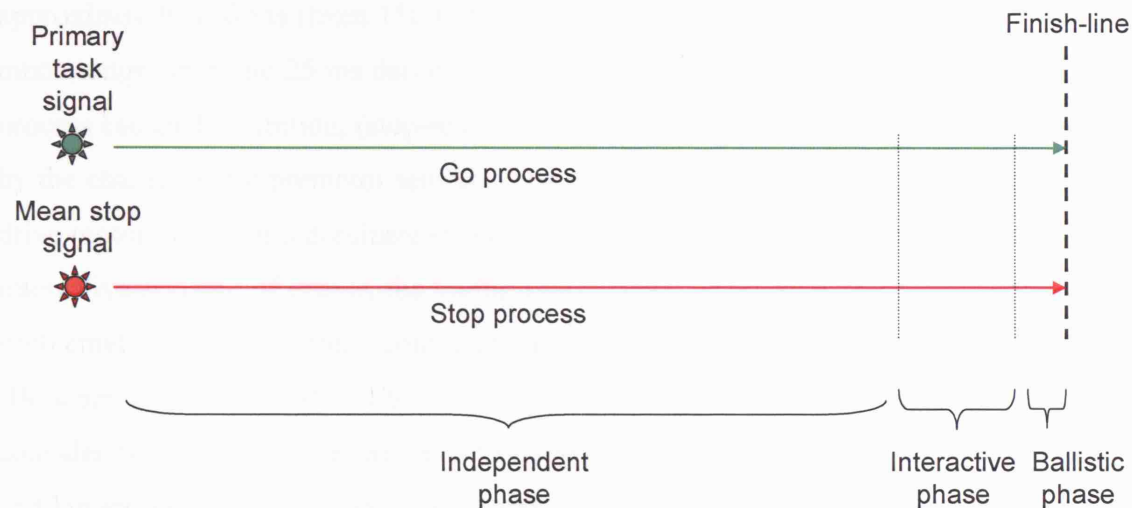 Primary
task
signal
Finish-line
Go process
Mean stop
signal
Stop process
Independent
phase
Interactive
phase
Ballistic
phase